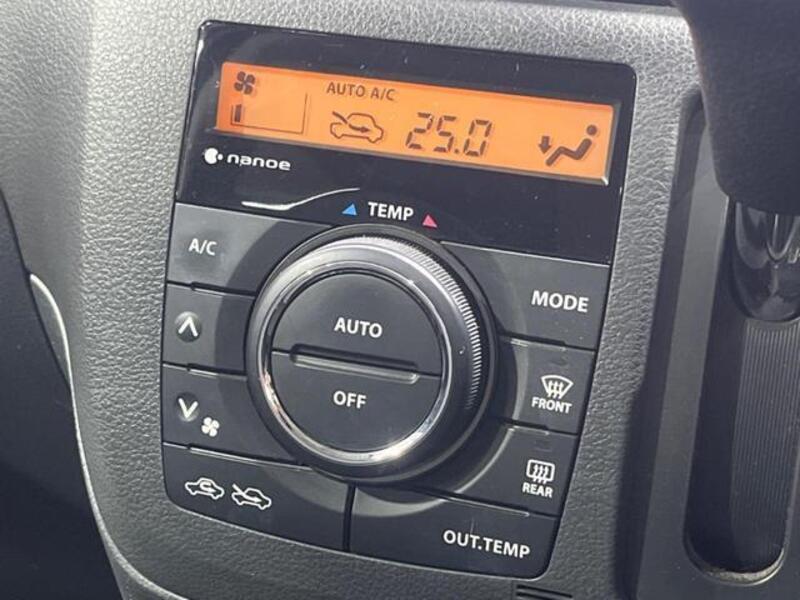 AUTO A/C
25.0
nanoe
TEMP
A/C
MODE
AUTO
OFF
FRONT
REAR
OUT.TEMP